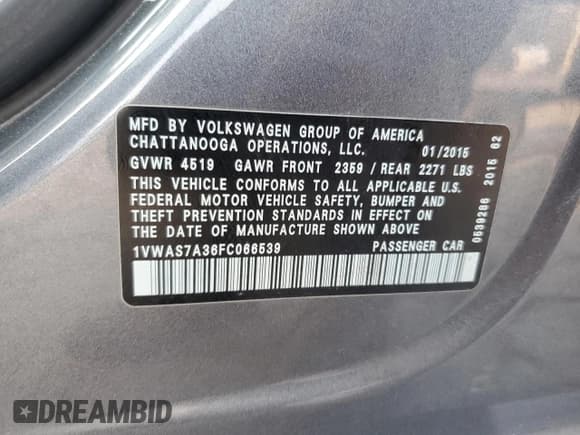 MFD BY VOLKSWAGEN GROUP OF AMERICA
CHATTANOOGA OPERATIONS, LLC. 01/2015
GVWR 4519 GAWR FRONT 2359 / REAR 2271 LBS
THIS VEHICLE CONFORMS TO ALL APPLICABLE U.S.
FEDERAL MOTOR VEHICLE SAFETY, BUMPER AND
THEFT PREVENTION STANDARDS IN EFFECT ON
THE DATE OF MANUFACTURE SHOWN ABOVE
1VWAS7A36FC066539 PASSENGER CAR
0539286 2015 02
DREAMBID